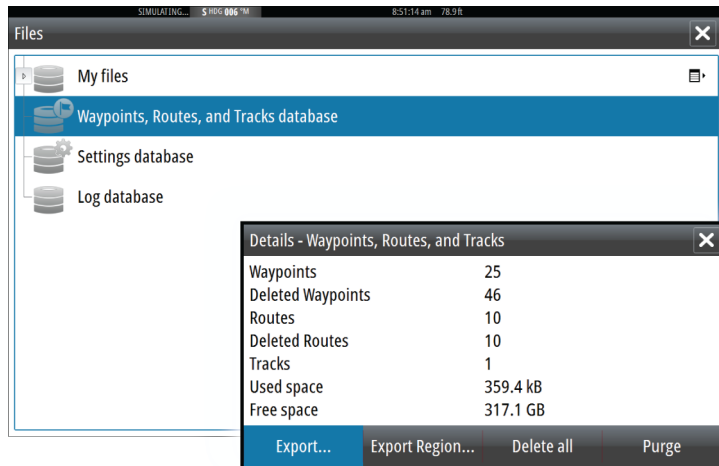 SIMULATING... S HDG 006 °M 8:51:14 am 78.9 ft
Files
My files
Waypoints, Routes, and Tracks database
Settings database
Log database
Details - Waypoints, Routes, and Tracks
Waypoints 25
Deleted Waypoints 46
Routes 10
Deleted Routes 10
Tracks 1
Used space 359.4 kB
Free space 317.1 GB
Export... Export Region... Delete all Purge